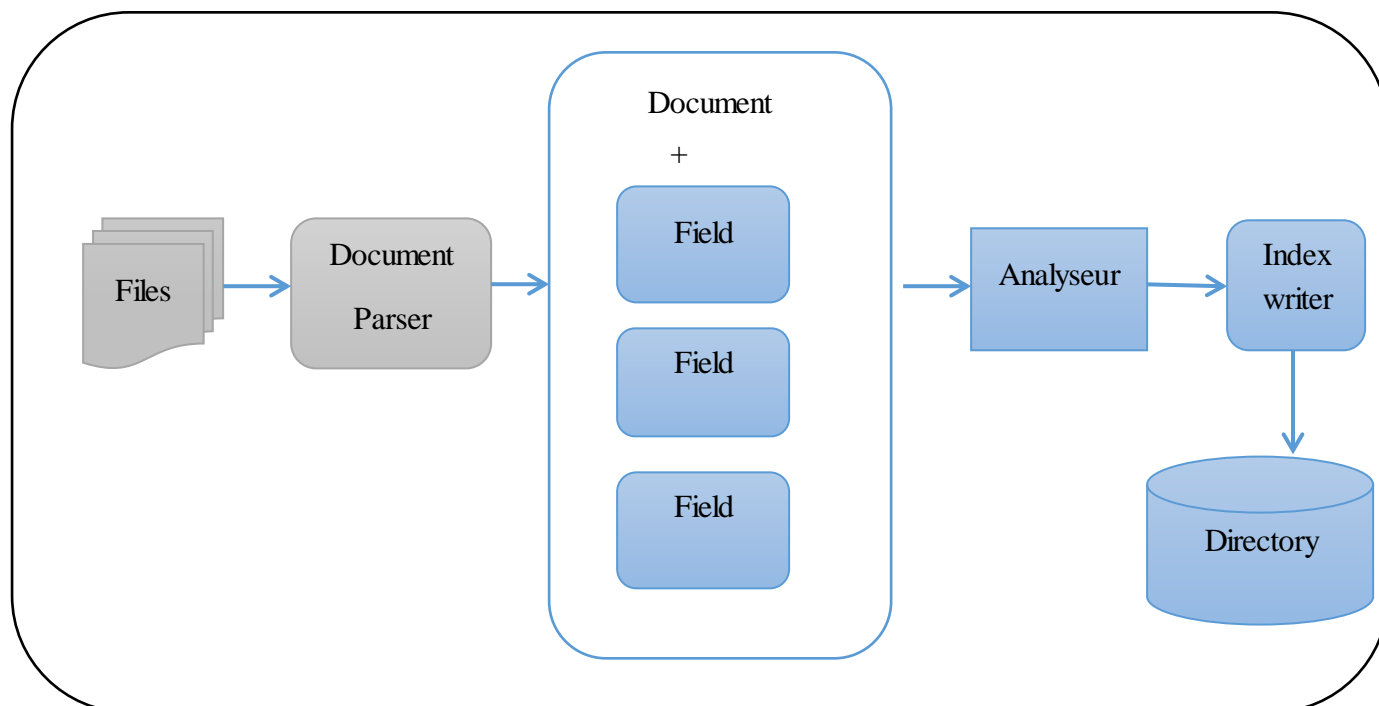 Files
Document
Parser
Document
+
Field
Field
Field
Analyseur
Index
writer
Directory